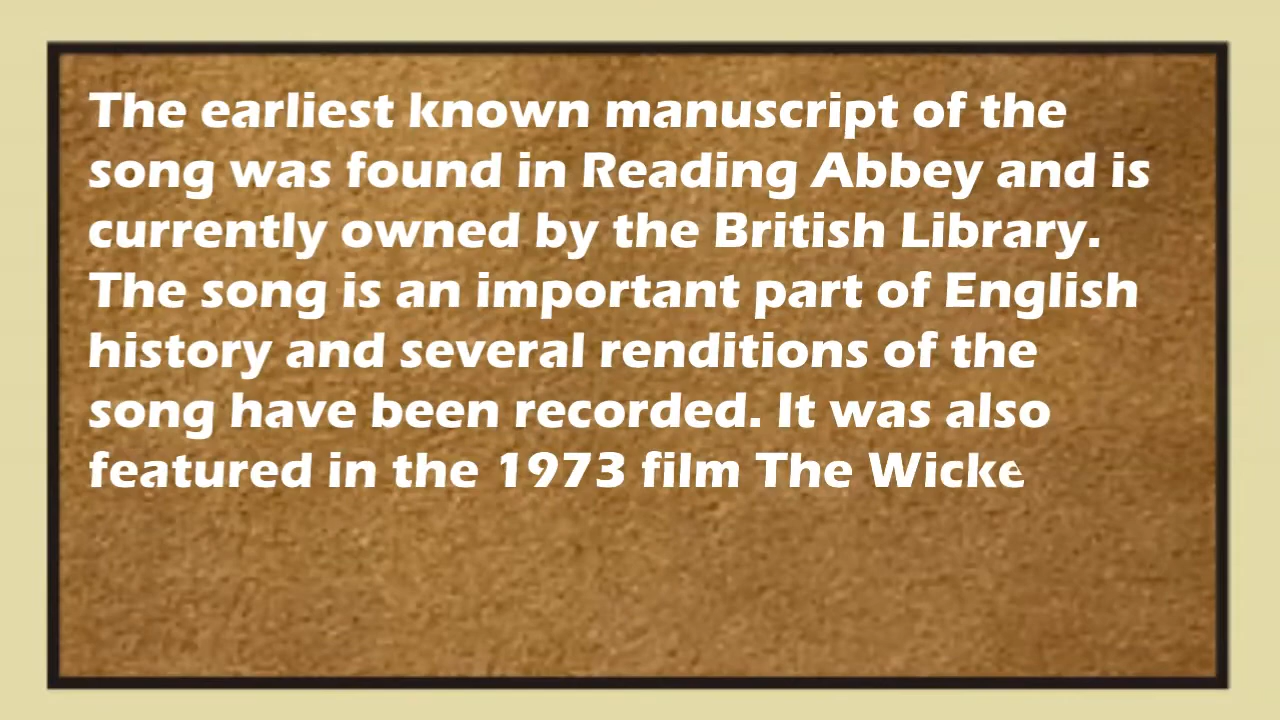 The earliest known manuscript of the
song was found in Reading Abbey and is
currently owned by the British Library.
The song is an important part of English
history and several renditions of the
song have been recorded. It was also
featured in the 1973 film The Wicke